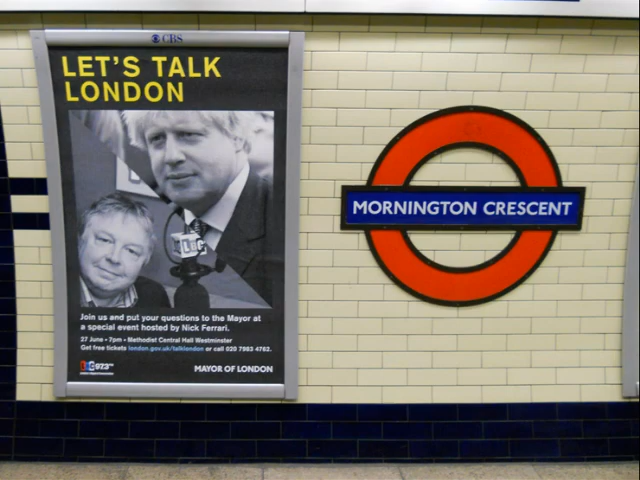 CBS
LET'S TALK
LONDON
LBC
Join us and put your questions to the Mayor at
a special event hosted by Nick Ferrari.
27 June • 7pm • Methodist Central Hall Westminster
Get free tickets london.gov.uk/talklondon or call 020 7983 4762.
LBC 97.3
MAYOR OF LONDON
MORNINGTON CRESCENT